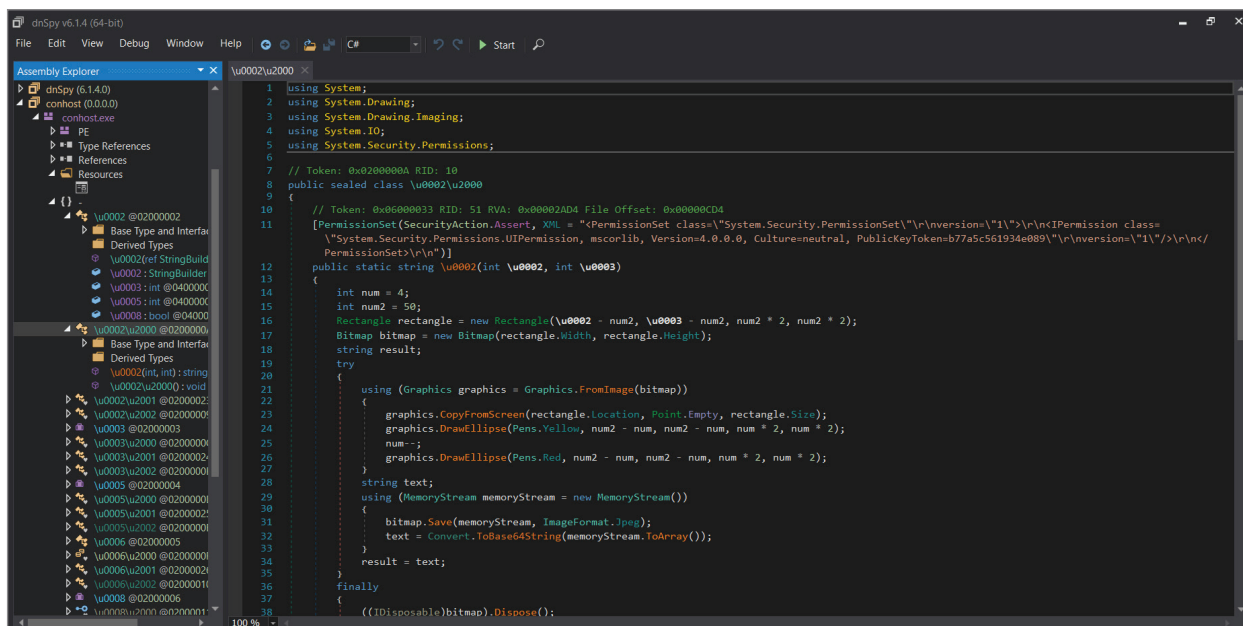 dnSpy v6.1.4 (64-bit)
File Edit View Debug Window Help C# Start
Assembly Explorer
dnSpy (6.1.4.0)
conhost (0.0.0.0)
conhost.exe
PE
Type References
References
Resources
{} -
\u0002 @02000002
Base Type and Interfac
Derived Types
\u0002(ref StringBuild
\u0002 : StringBuilder
\u0003 : int @0400000
\u0005 : int @0400000
\u0008 : bool @04000
\u0002\u2000 @0200000
Base Type and Interfac
Derived Types
\u0002(int, int) : string
\u0002\u2000() : void
\u0002\u2001 @0200002
\u0002\u2002 @0200000
\u0003 @02000003
\u0003\u2000 @0200000
\u0003\u2001 @0200002
\u0003\u2002 @0200000
\u0005 @02000004
\u0005\u2000 @0200000
\u0005\u2001 @0200002
\u0005\u2002 @0200000
\u0006 @02000005
\u0006\u2000 @0200000
\u0006\u2001 @0200002
\u0006\u2002 @0200001
\u0008 @02000006
\u0008\u2000 @0200001
\u0002\u2000
1 using System;
2 using System.Drawing;
3 using System.Drawing.Imaging;
4 using System.IO;
5 using System.Security.Permissions;
6
7 // Token: 0x0200000A RID: 10
8 public sealed class \u0002\u2000
9 {
10 // Token: 0x06000033 RID: 51 RVA: 0x00002AD4 File Offset: 0x00000CD4
11 [PermissionSet(SecurityAction.Assert, XML = "<PermissionSet class=\"System.Security.PermissionSet\"\r\nversion=\"1\">\r\n<IPermission class=
\"System.Security.Permissions.UIPermission, mscorlib, Version=4.0.0.0, Culture=neutral, PublicKeyToken=b77a5c561934e089\"\r\nversion=\"1\"/>\r\n</
PermissionSet>\r\n")]
12 public static string \u0002(int \u0002, int \u0003)
13 {
14 int num = 4;
15 int num2 = 50;
16 Rectangle rectangle = new Rectangle(\u0002 - num2, \u0003 - num2, num2 * 2, num2 * 2);
17 Bitmap bitmap = new Bitmap(rectangle.Width, rectangle.Height);
18 string result;
19 try
20 {
21 using (Graphics graphics = Graphics.FromImage(bitmap))
22 {
23 graphics.CopyFromScreen(rectangle.Location, Point.Empty, rectangle.Size);
24 graphics.DrawEllipse(Pens.Yellow, num2 - num, num2 - num, num * 2, num * 2);
25 num--;
26 graphics.DrawEllipse(Pens.Red, num2 - num, num2 - num, num * 2, num * 2);
27 }
28 string text;
29 using (MemoryStream memoryStream = new MemoryStream())
30 {
31 bitmap.Save(memoryStream, ImageFormat.Jpeg);
32 text = Convert.ToBase64String(memoryStream.ToArray());
33 }
34 result = text;
35 }
36 finally
37 {
38 ((IDisposable)bitmap).Dispose();
100 %